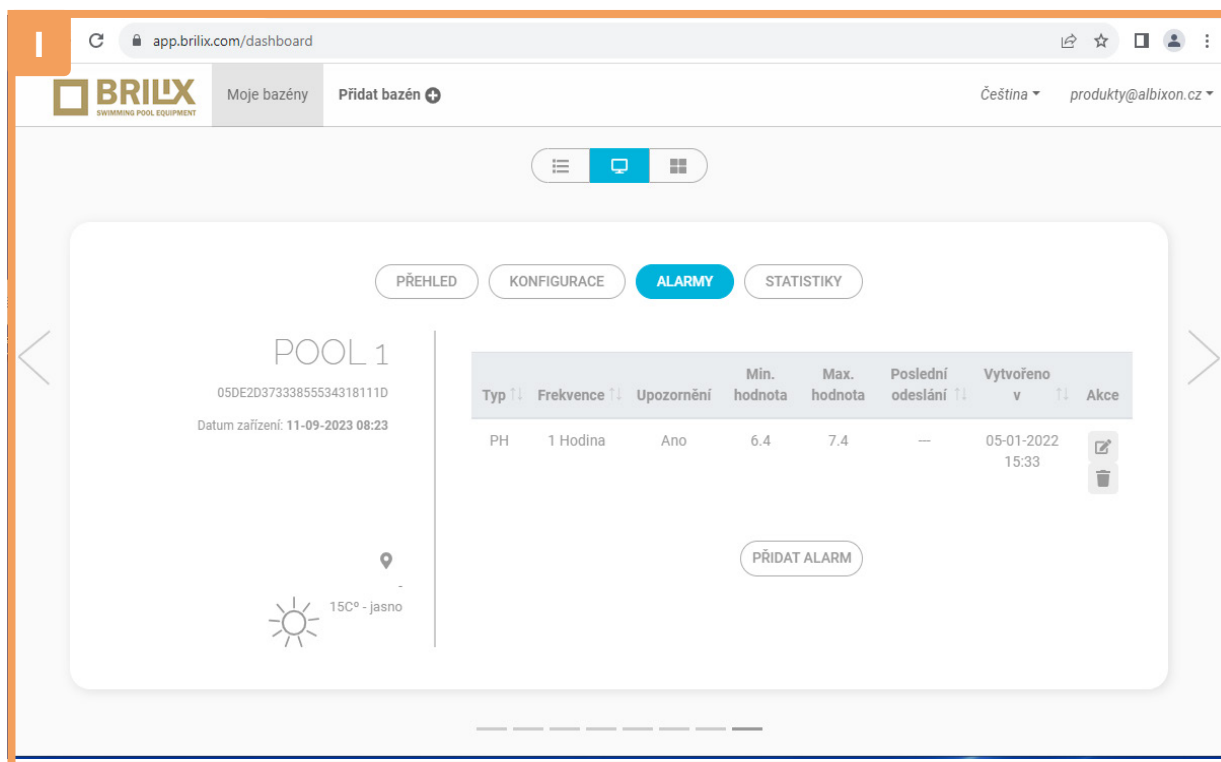 I
app.brilix.com/dashboard
BRILIX
SWIMMING POOL EQUIPMENT
Moje bazény
Přidat bazén
Čeština
produkty@albixon.cz
PŘEHLED
KONFIGURACE
ALARMY
STATISTIKY
POOL 1
05DE2D37333855534318111D
Datum zařízení: 11-09-2023 08:23
-
15Cº - jasno
Typ Frekvence Upozornění Min. hodnota Max. hodnota Poslední odeslání Vytvořeno v Akce
PH 1 Hodina Ano 6.4 7.4 --- 05-01-2022
15:33
PŘIDAT ALARM